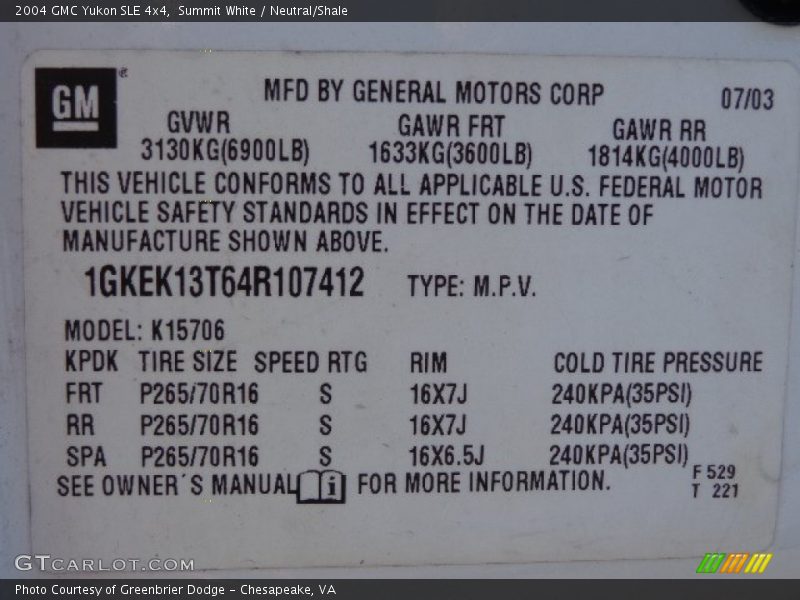 2004 GMC Yukon SLE 4x4, Summit White / Neutral/Shale
GM ®
MFD BY GENERAL MOTORS CORP 07/03
GVWR GAWR FRT GAWR RR
3130KG(6900LB) 1633KG(3600LB) 1814KG(4000LB)
THIS VEHICLE CONFORMS TO ALL APPLICABLE U.S. FEDERAL MOTOR
VEHICLE SAFETY STANDARDS IN EFFECT ON THE DATE OF
MANUFACTURE SHOWN ABOVE.
1GKEK13T64R107412 TYPE: M.P.V.
MODEL: K15706
KPDK TIRE SIZE SPEED RTG RIM COLD TIRE PRESSURE
FRT P265/70R16 S 16X7J 240KPA(35PSI)
RR P265/70R16 S 16X7J 240KPA(35PSI)
SPA P265/70R16 S 16X6.5J 240KPA(35PSI)
SEE OWNER´S MANUAL i FOR MORE INFORMATION.
F 529
T 221
GTCARLOT.COM
Photo Courtesy of Greenbrier Dodge - Chesapeake, VA